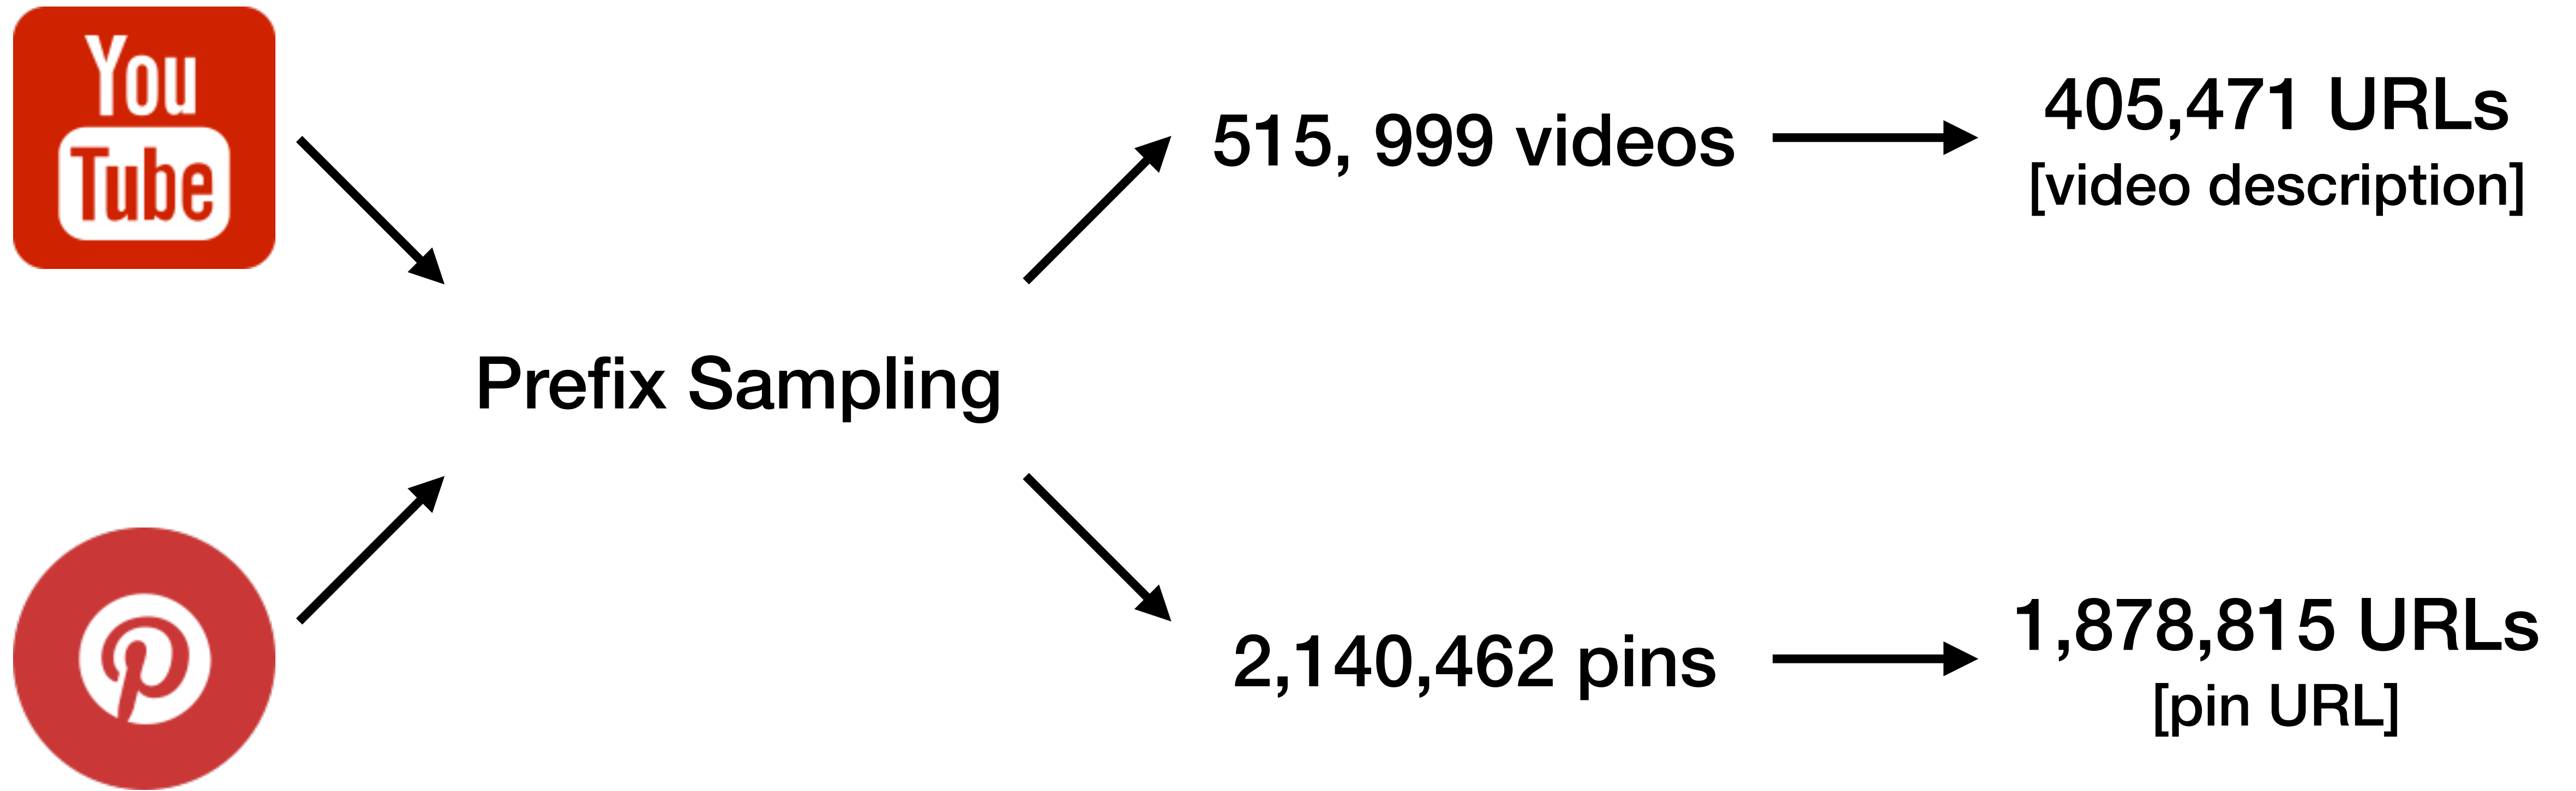 You
Tube
515, 999 videos
405,471 URLs
[video description]
Prefix Sampling
2,140,462 pins
1,878,815 URLs
[pin URL]